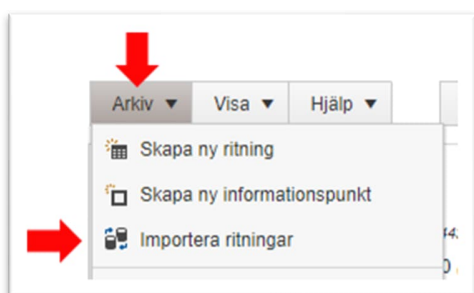 Arkiv ▼ Visa ▼ Hjälp ▼
Skapa ny ritning
Skapa ny informationspunkt
Importera ritningar